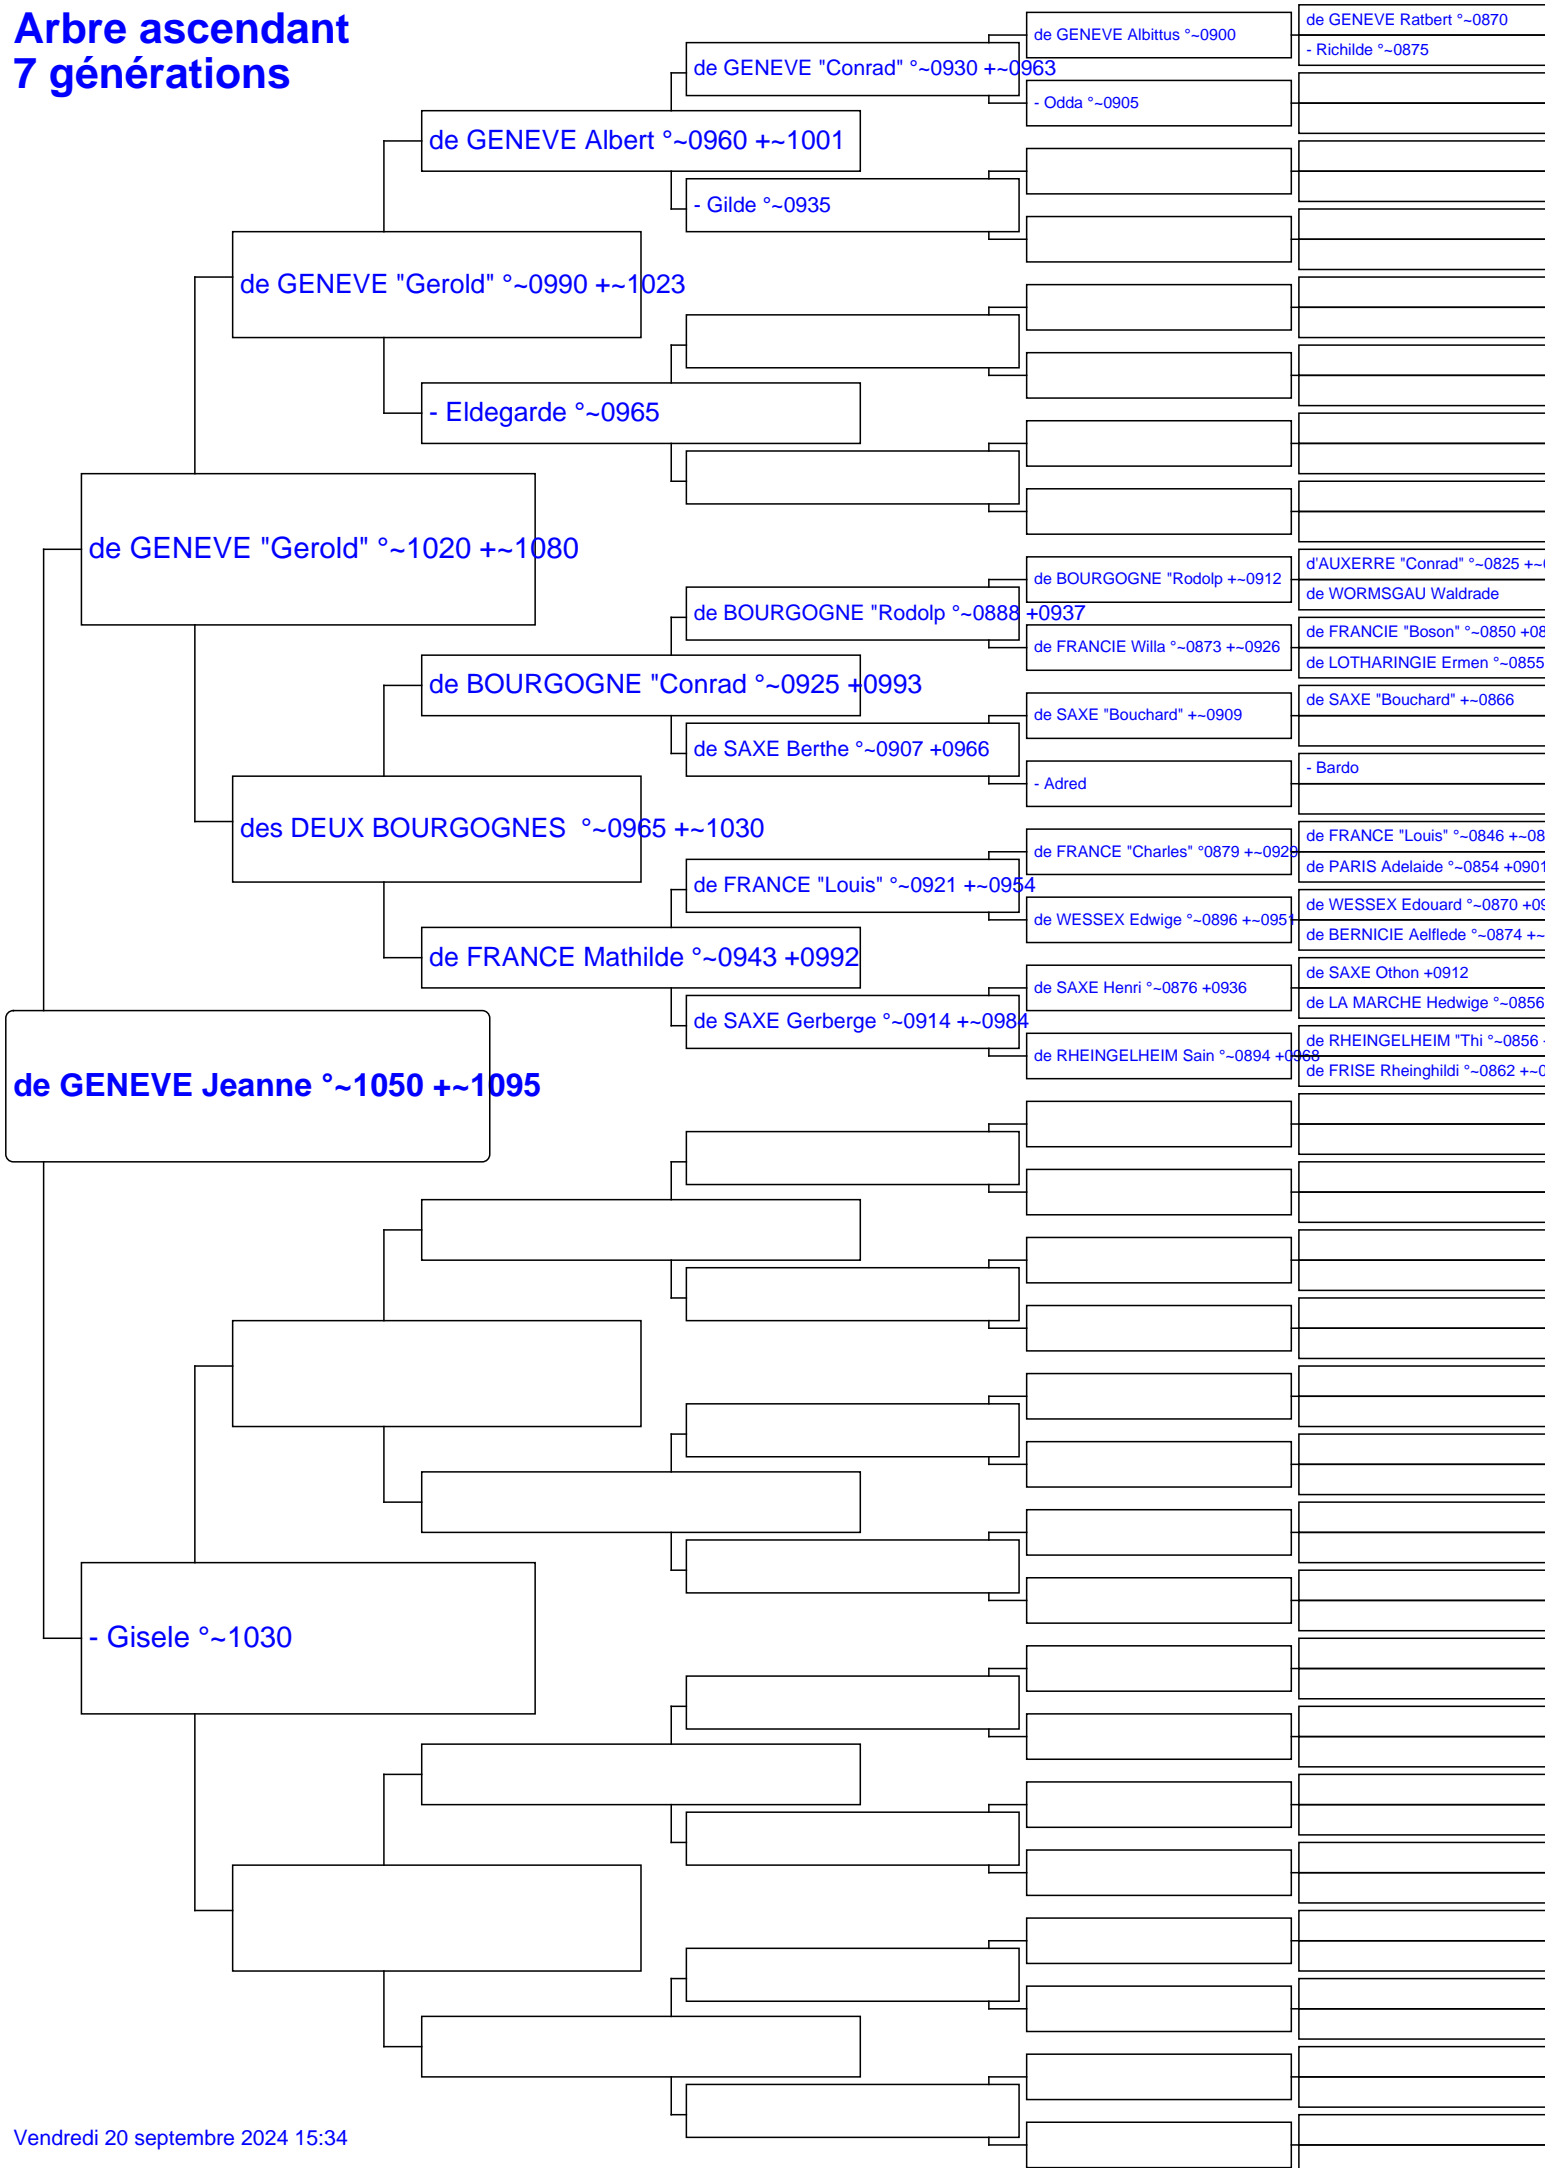 Arbre ascendant
7 générations
de GENEVE Ratbert °~0870
de GENEVE Albittus °~0900
- Richilde °~0875
de GENEVE "Conrad" °~0930 +~0963
- Odda °~0905
de GENEVE Albert °~0960 +~1001
- Gilde °~0935
de GENEVE "Gerold" °~0990 +~1023
- Eldegarde °~0965
de GENEVE "Gerold" °~1020 +~1080
d'AUXERRE "Conrad" °~0825 +~
de BOURGOGNE "Rodolp +~0912
de WORMSGAU Waldrade
de BOURGOGNE "Rodolp °~0888 +0937
de FRANCIE "Boson" °~0850 +08
de FRANCIE Willa °~0873 +~0926
de LOTHARINGIE Ermen °~0855
de BOURGOGNE "Conrad °~0925 +0993
de SAXE "Bouchard" +~0866
de SAXE "Bouchard" +~0909
de SAXE Berthe °~0907 +0966
- Bardo
- Adred
des DEUX BOURGOGNES  °~0965 +~1030
de FRANCE "Louis" °~0846 +~08
de FRANCE "Charles" °0879 +~0929
de PARIS Adelaide °~0854 +0901
de FRANCE "Louis" °~0921 +~0954
de WESSEX Edouard °~0870 +09
de WESSEX Edwige °~0896 +~0951
de BERNICIE Aelflede °~0874 +~
de FRANCE Mathilde °~0943 +0992
de SAXE Othon +0912
de SAXE Henri °~0876 +0936
de LA MARCHE Hedwige °~0856
de SAXE Gerberge °~0914 +~0984
de RHEINGELHEIM "Thi °~0856
de RHEINGELHEIM Sain °~0894 +0968
de FRISE Rheinghildi °~0862 +~0
de GENEVE Jeanne °~1050 +~1095
- Gisele °~1030
Vendredi 20 septembre 2024 15:34